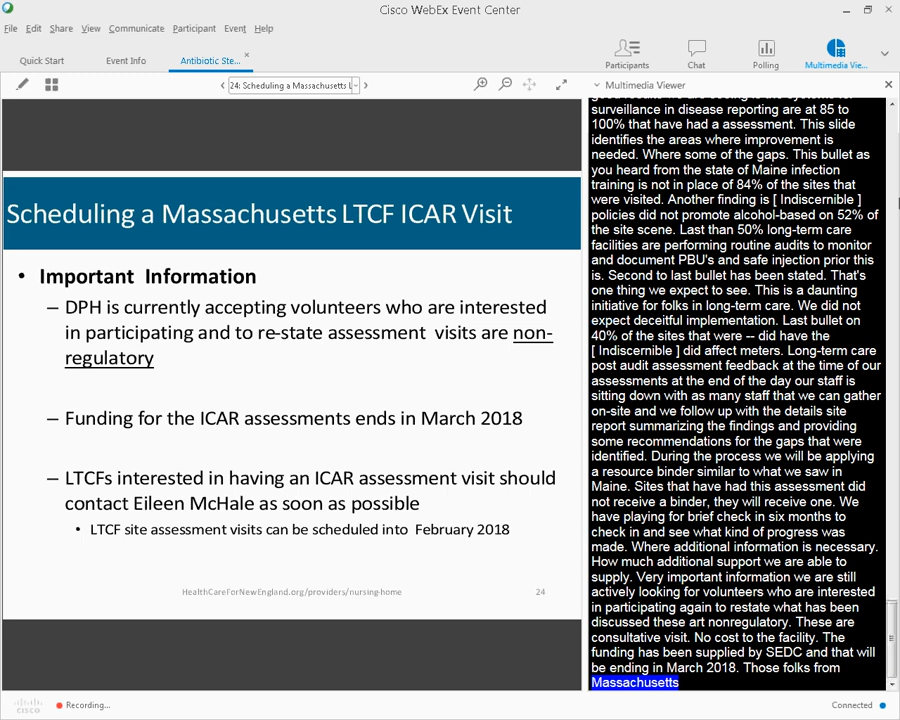 Cisco WebEx Event Center
File Edit Share View Communicate Participant Event Help
Quick Start
Event Info
Antibiotic Ste...
Participants
Chat
Polling
Multimedia Vie...
24: Scheduling a Massachusetts L
Multimedia Viewer
Scheduling a Massachusetts LTCF ICAR Visit
• Important Information
– DPH is currently accepting volunteers who are interested
in participating and to re-state assessment visits are non-
regulatory
– Funding for the ICAR assessments ends in March 2018
– LTCFs interested in having an ICAR assessment visit should
contact Eileen McHale as soon as possible
• LTCF site assessment visits can be scheduled into February 2018
HealthCareForNewEngland.org/providers/nursing-home
24
surveillance in disease reporting are at 85 to
100% that have had a assessment. This slide
identifies the areas where improvement is
needed. Where some of the gaps. This bullet as
you heard from the state of Maine infection
training is not in place of 84% of the sites that
were visited. Another finding is [ Indiscernible ]
policies did not promote alcohol-based on 52% of
the site scene. Last than 50% long-term care
facilities are performing routine audits to monitor
and document PBU's and safe injection prior this
is. Second to last bullet has been stated. That's
one thing we expect to see. This is a daunting
initiative for folks in long-term care. We did not
expect deceitful implementation. Last bullet on
40% of the sites that were -- did have the
[ Indiscernible ] did affect meters. Long-term care
post audit assessment feedback at the time of our
assessments at the end of the day our staff is
sitting down with as many staff that we can gather
on-site and we follow up with the details site
report summarizing the findings and providing
some recommendations for the gaps that were
identified. During the process we will be applying
a resource binder similar to what we saw in
Maine. Sites that have had this assessment did
not receive a binder, they will receive one. We
have playing for brief check in six months to
check in and see what kind of progress was
made. Where additional information is necessary.
How much additional support we are able to
supply. Very important information we are still
actively looking for volunteers who are interested
in participating again to restate what has been
discussed these art nonregulatory. These are
consultative visit. No cost to the facility. The
funding has been supplied by SEDC and that will
be ending in March 2018. Those folks from
Massachusetts
cisco
Recording...
Connected